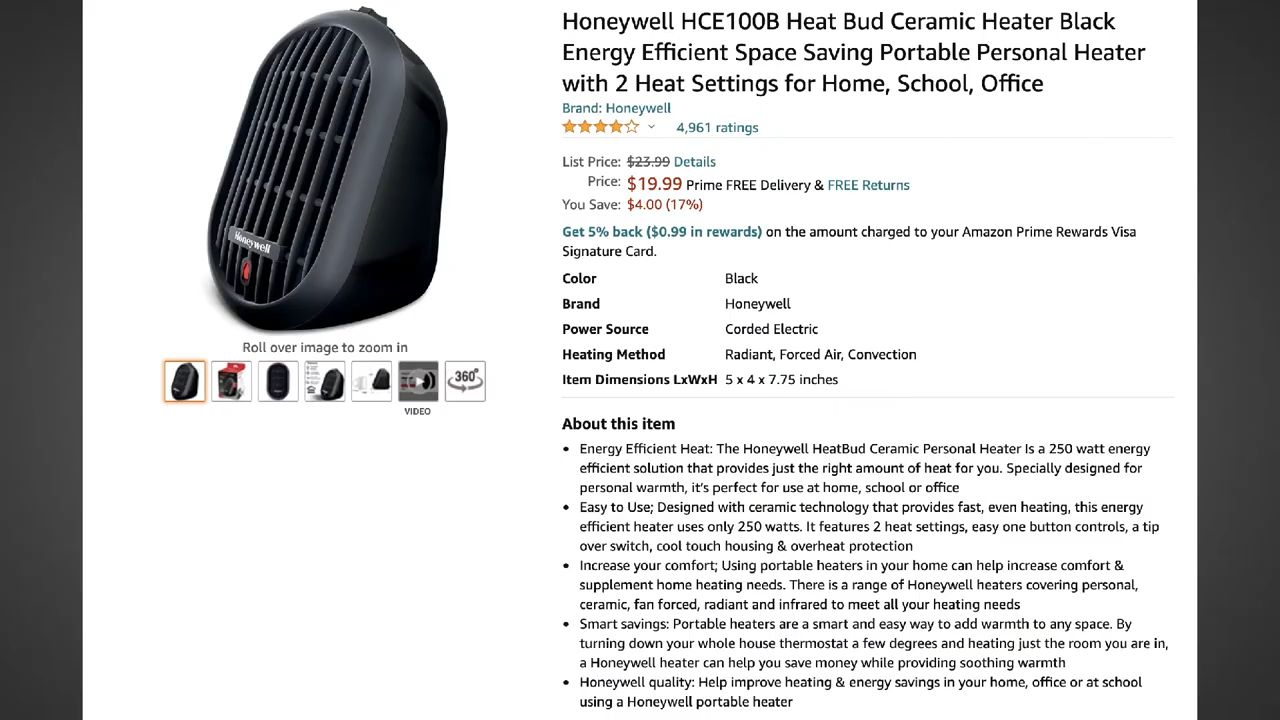 Honeywell HCE100B Heat Bud Ceramic Heater Black
Energy Efficient Space Saving Portable Personal Heater
with 2 Heat Settings for Home, School, Office
Brand: Honeywell
4,961 ratings
List Price: $23.99 Details
Price: $19.99 Prime FREE Delivery & FREE Returns
You Save: $4.00 (17%)
Get 5% back ($0.99 in rewards) on the amount charged to your Amazon Prime Rewards Visa
Signature Card.
Color Black
Brand Honeywell
Power Source Corded Electric
Heating Method Radiant, Forced Air, Convection
Item Dimensions LxWxH 5 x 4 x 7.75 inches
About this item
• Energy Efficient Heat: The Honeywell HeatBud Ceramic Personal Heater Is a 250 watt energy
efficient solution that provides just the right amount of heat for you. Specially designed for
personal warmth, it's perfect for use at home, school or office
• Easy to Use; Designed with ceramic technology that provides fast, even heating, this energy
efficient heater uses only 250 watts. It features 2 heat settings, easy one button controls, a tip
over switch, cool touch housing & overheat protection
• Increase your comfort; Using portable heaters in your home can help increase comfort &
supplement home heating needs. There is a range of Honeywell heaters covering personal,
ceramic, fan forced, radiant and infrared to meet all your heating needs
• Smart savings: Portable heaters are a smart and easy way to add warmth to any space. By
turning down your whole house thermostat a few degrees and heating just the room you are in,
a Honeywell heater can help you save money while providing soothing warmth
• Honeywell quality: Help improve heating & energy savings in your home, office or at school
using a Honeywell portable heater
Honeywell
Roll over image to zoom in
360°
VIDEO